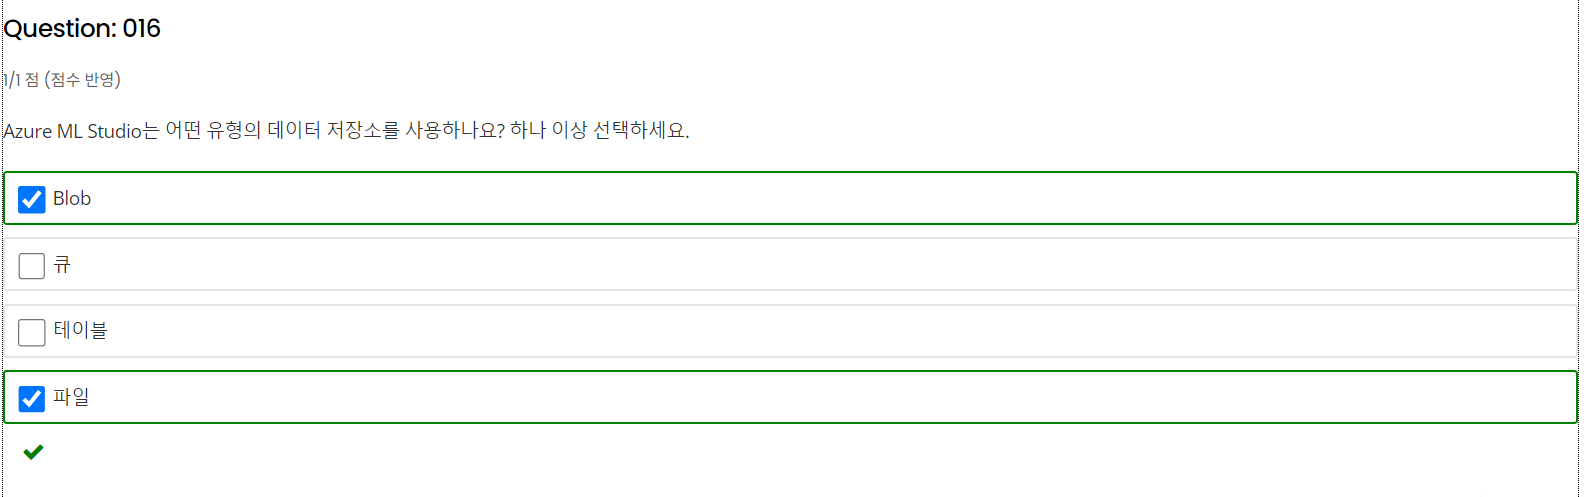 Question: 016
1/1 점 (점수 반영)
Azure ML Studio는 어떤 유형의 데이터 저장소를 사용하나요? 하나 이상 선택하세요.
Blob
큐
테이블
파일